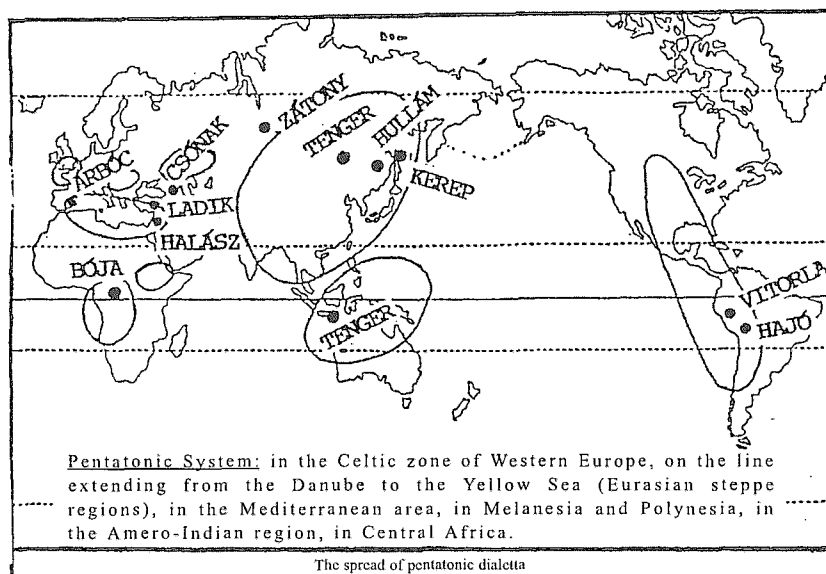 ZÁTONY
TENGER
HULLÁM
KEREP
CSÓNAK
ÁRBÓC
LADIK
HALÁSZ
BÓJA
TENGER
VITORLA
HAJÓ
Pentatonic System: in the Celtic zone of Western Europe, on the line
extending from the Danube to the Yellow Sea (Eurasian steppe
regions), in the Mediterranean area, in Melanesia and Polynesia, in
the Amero-Indian region, in Central Africa.
The spread of pentatonic dialetta